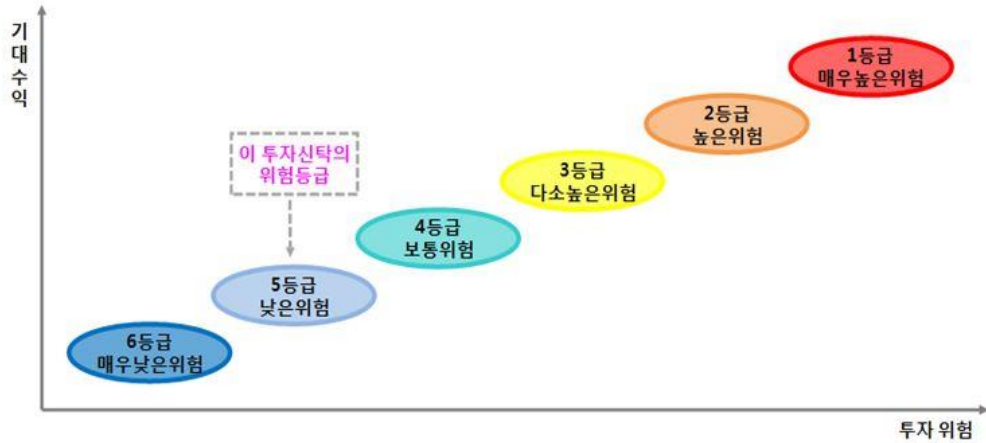 기대수익
1등급
매우높은위험
2등급
높은위험
이 투자신탁의
위험등급
3등급
다소높은위험
4등급
보통위험
5등급
낮은위험
6등급
매우낮은위험
투자 위험